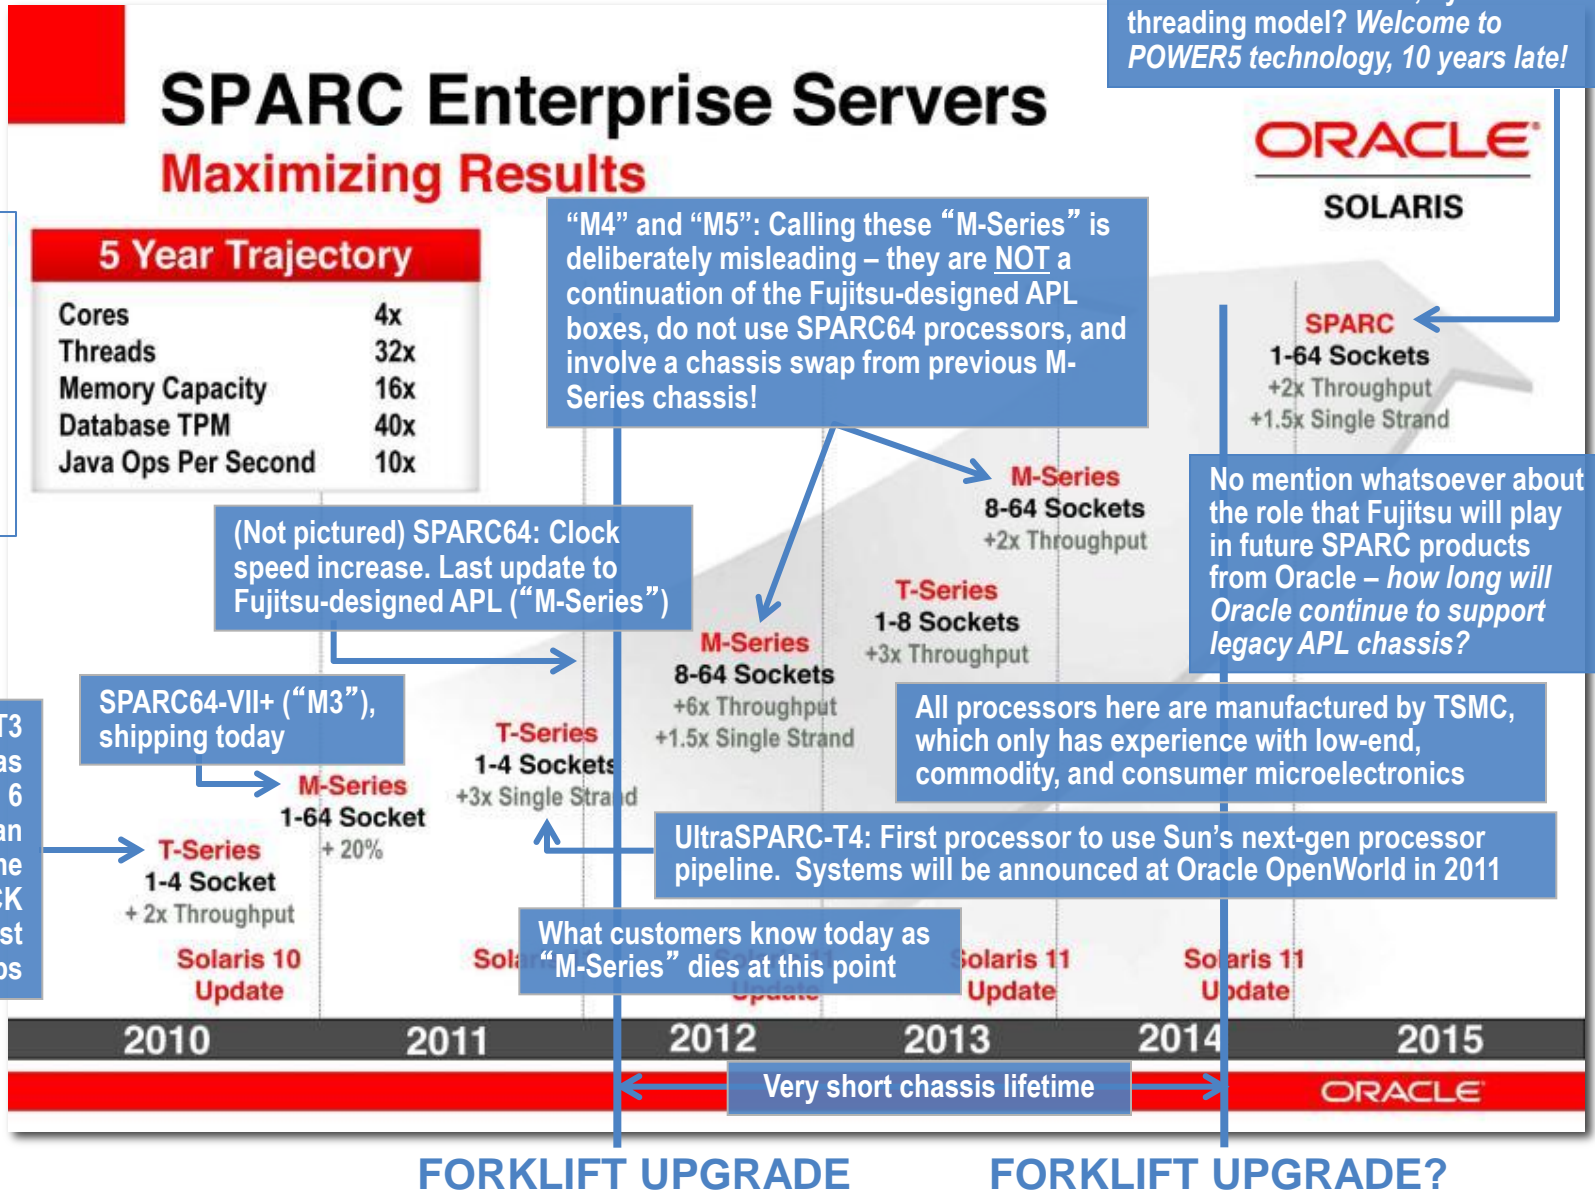 threading model? Welcome to
POWER5 technology, 10 years late!
SPARC Enterprise Servers
Maximizing Results
ORACLE®
SOLARIS
5 Year Trajectory
Cores 4x
Threads 32x
Memory Capacity 16x
Database TPM 40x
Java Ops Per Second 10x
“M4” and “M5”: Calling these “M-Series” is
deliberately misleading – they are NOT a
continuation of the Fujitsu-designed APL
boxes, do not use SPARC64 processors, and
involve a chassis swap from previous M-
Series chassis!
SPARC
1-64 Sockets
+2x Throughput
+1.5x Single Strand
M-Series
8-64 Sockets
+2x Throughput
No mention whatsoever about
the role that Fujitsu will play
in future SPARC products
from Oracle – how long will
Oracle continue to support
legacy APL chassis?
(Not pictured) SPARC64: Clock
speed increase. Last update to
Fujitsu-designed APL (“M-Series”)
T-Series
1-8 Sockets
+3x Throughput
M-Series
8-64 Sockets
+6x Throughput
+1.5x Single Strand
SPARC64-VII+ (“M3”),
shipping today
All processors here are manufactured by TSMC,
which only has experience with low-end,
commodity, and consumer microelectronics
T3
as
6
an
T-Series
1-4 Sockets
+3x Single Strand
M-Series
1-64 Socket
+ 20%
UltraSPARC-T4: First processor to use Sun’s next-gen processor
pipeline. Systems will be announced at Oracle OpenWorld in 2011
T-Series
1-4 Socket
+ 2x Throughput
What customers know today as
“M-Series” dies at this point
Solaris 10
Update
Update
Solaris 11
Update
Solaris 11
Update
2010 2011 2012 2013 2014 2015
Very short chassis lifetime
ORACLE
FORKLIFT UPGRADE FORKLIFT UPGRADE?